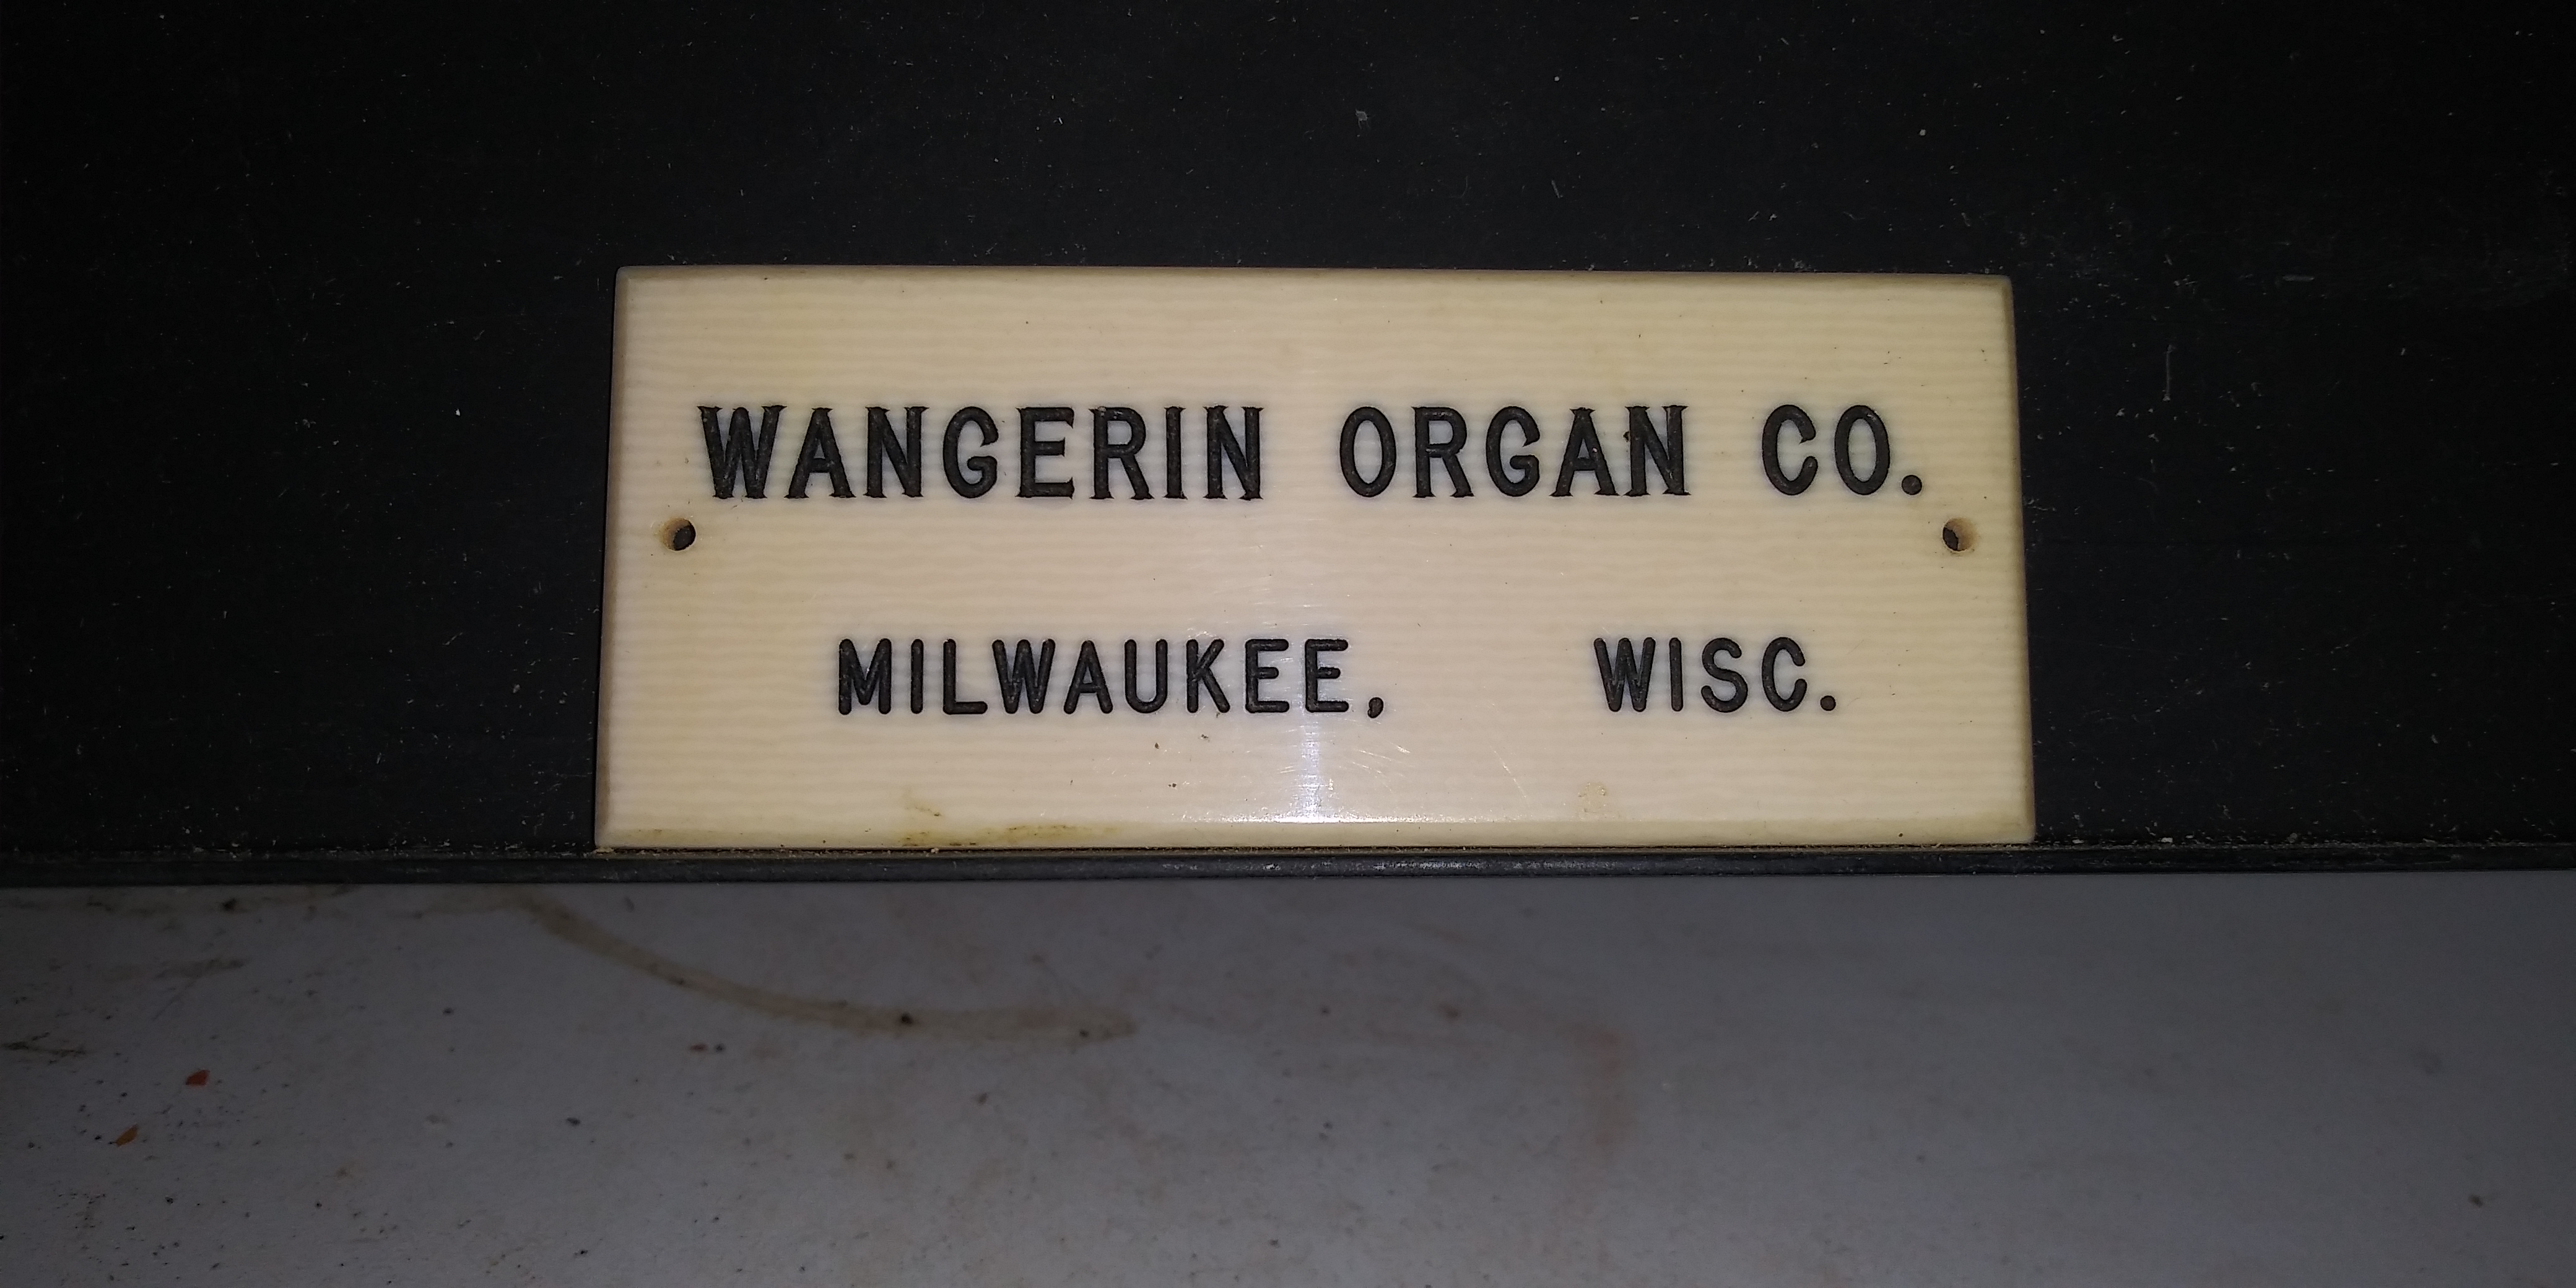 WANGERIN ORGAN CO.
MILWAUKEE, WISC.